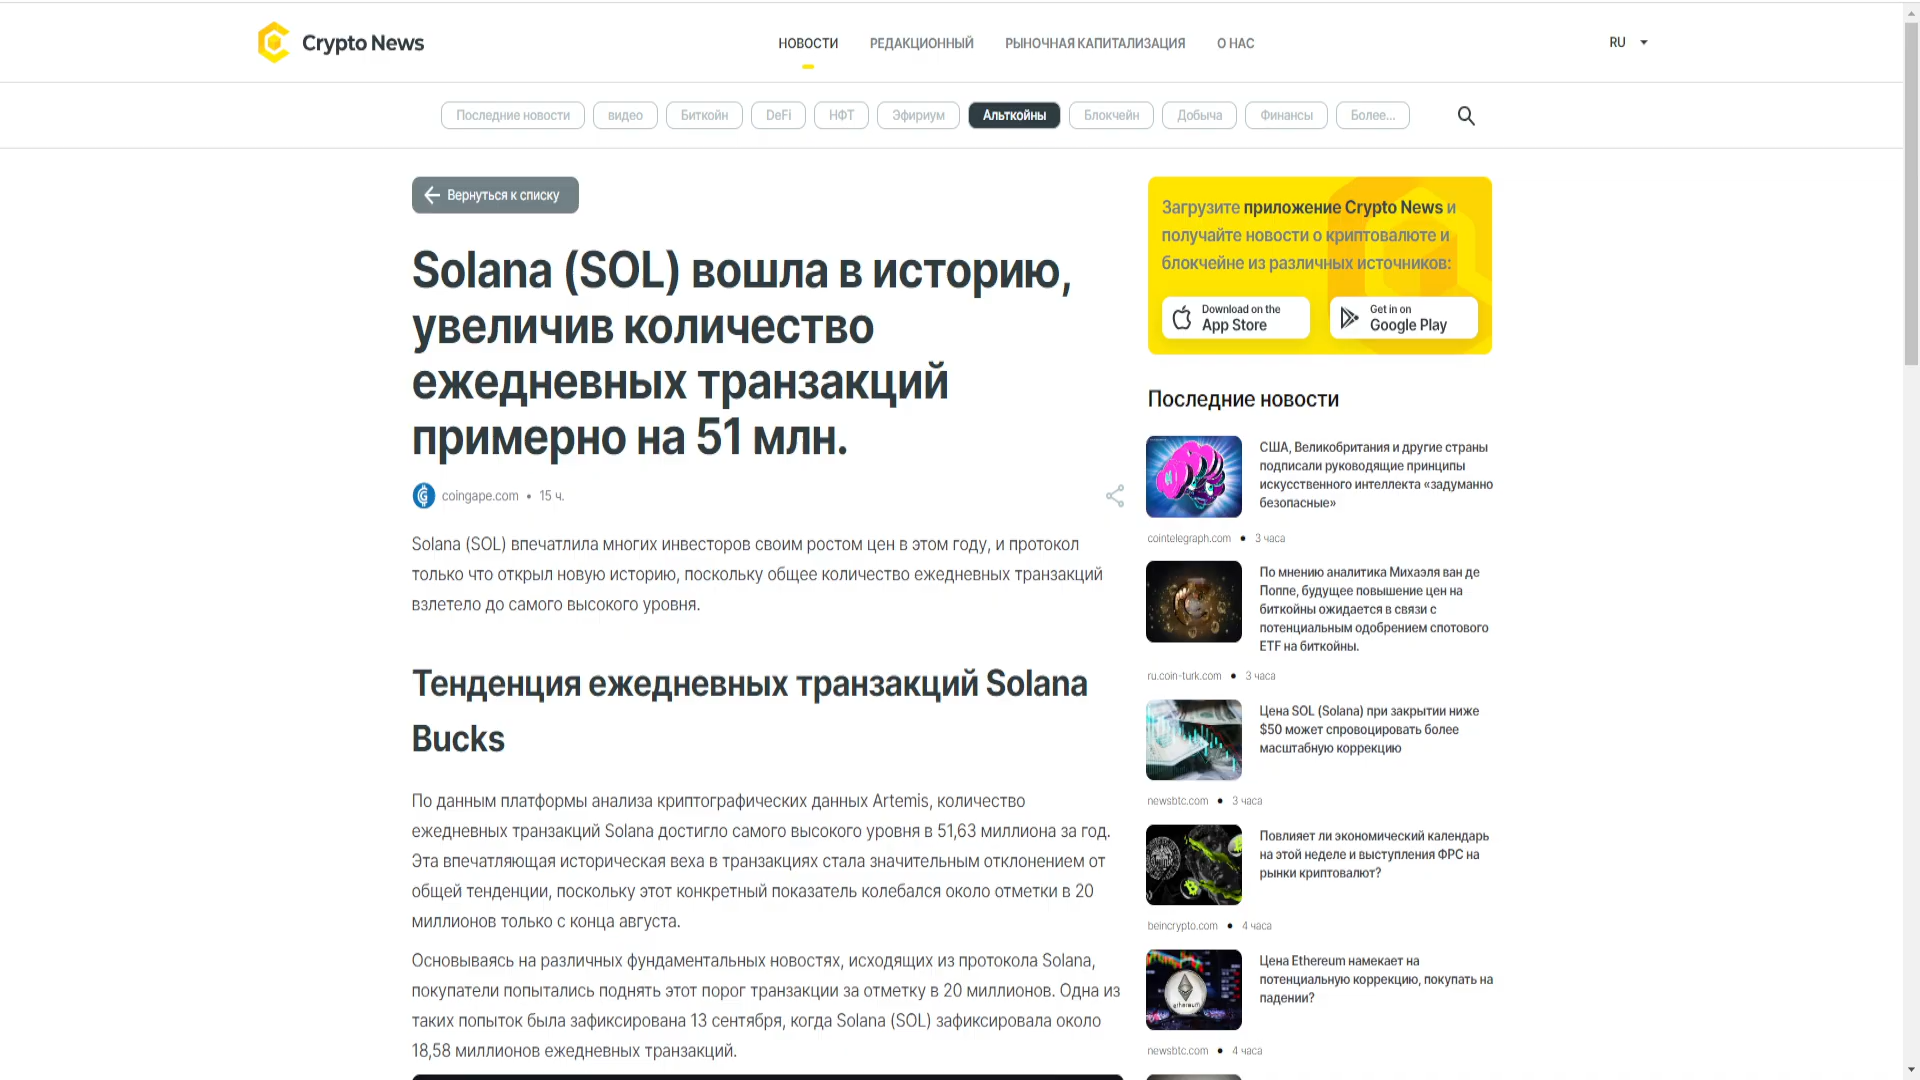 Crypto News
НОВОСТИ
РЕДАКЦИОННЫЙ
РЫНОЧНАЯ КАПИТАЛИЗАЦИЯ
О НАС
RU
Последние новости
видео
Биткойн
DeFi
НФТ
Эфириум
Альткойны
Блокчейн
Добыча
Финансы
Более...
Вернуться к списку
Solana (SOL) вошла в историю,
увеличив количество
ежедневных транзакций
примерно на 51 млн.
coingape.com • 15 ч.
Solana (SOL) впечатлила многих инвесторов своим ростом цен в этом году, и протокол
только что открыл новую историю, поскольку общее количество ежедневных транзакций
взлетело до самого высокого уровня.
Тенденция ежедневных транзакций Solana
Bucks
По данным платформы анализа криптографических данных Artemis, количество
ежедневных транзакций Solana достигло самого высокого уровня в 51,63 миллиона за год.
Эта впечатляющая историческая веха в транзакциях стала значительным отклонением от
общей тенденции, поскольку этот конкретный показатель колебался около отметки в 20
миллионов только с конца августа.
Основываясь на различных фундаментальных новостях, исходящих из протокола Solana,
покупатели попытались поднять этот порог транзакции за отметку в 20 миллионов. Одна из
таких попыток была зафиксирована 13 сентября, когда Solana (SOL) зафиксировала около
18,58 миллионов ежедневных транзакций.
Загрузите приложение Crypto News и
получайте новости о криптовалюте и
блокчейне из различных источников:
Download on the
App Store
Get in on
Google Play
Последние новости
США, Великобритания и другие страны
подписали руководящие принципы
искусственного интеллекта «задуманно
безопасные»
cointelegraph.com • 3 часа
По мнению аналитика Михаэля ван де
Поппе, будущее повышение цен на
биткойны ожидается в связи с
потенциальным одобрением спотового
ETF на биткойны.
ru.coin-turk.com • 3 часа
Цена SOL (Solana) при закрытии ниже
$50 может спровоцировать более
масштабную коррекцию
newsbtc.com • 3 часа
Повлияет ли экономический календарь
на этой неделе и выступления ФРС на
рынки криптовалют?
beincrypto.com • 4 часа
Цена Ethereum намекает на
потенциальную коррекцию, покупать на
падении?
ethereum
newsbtc.com • 4 часа